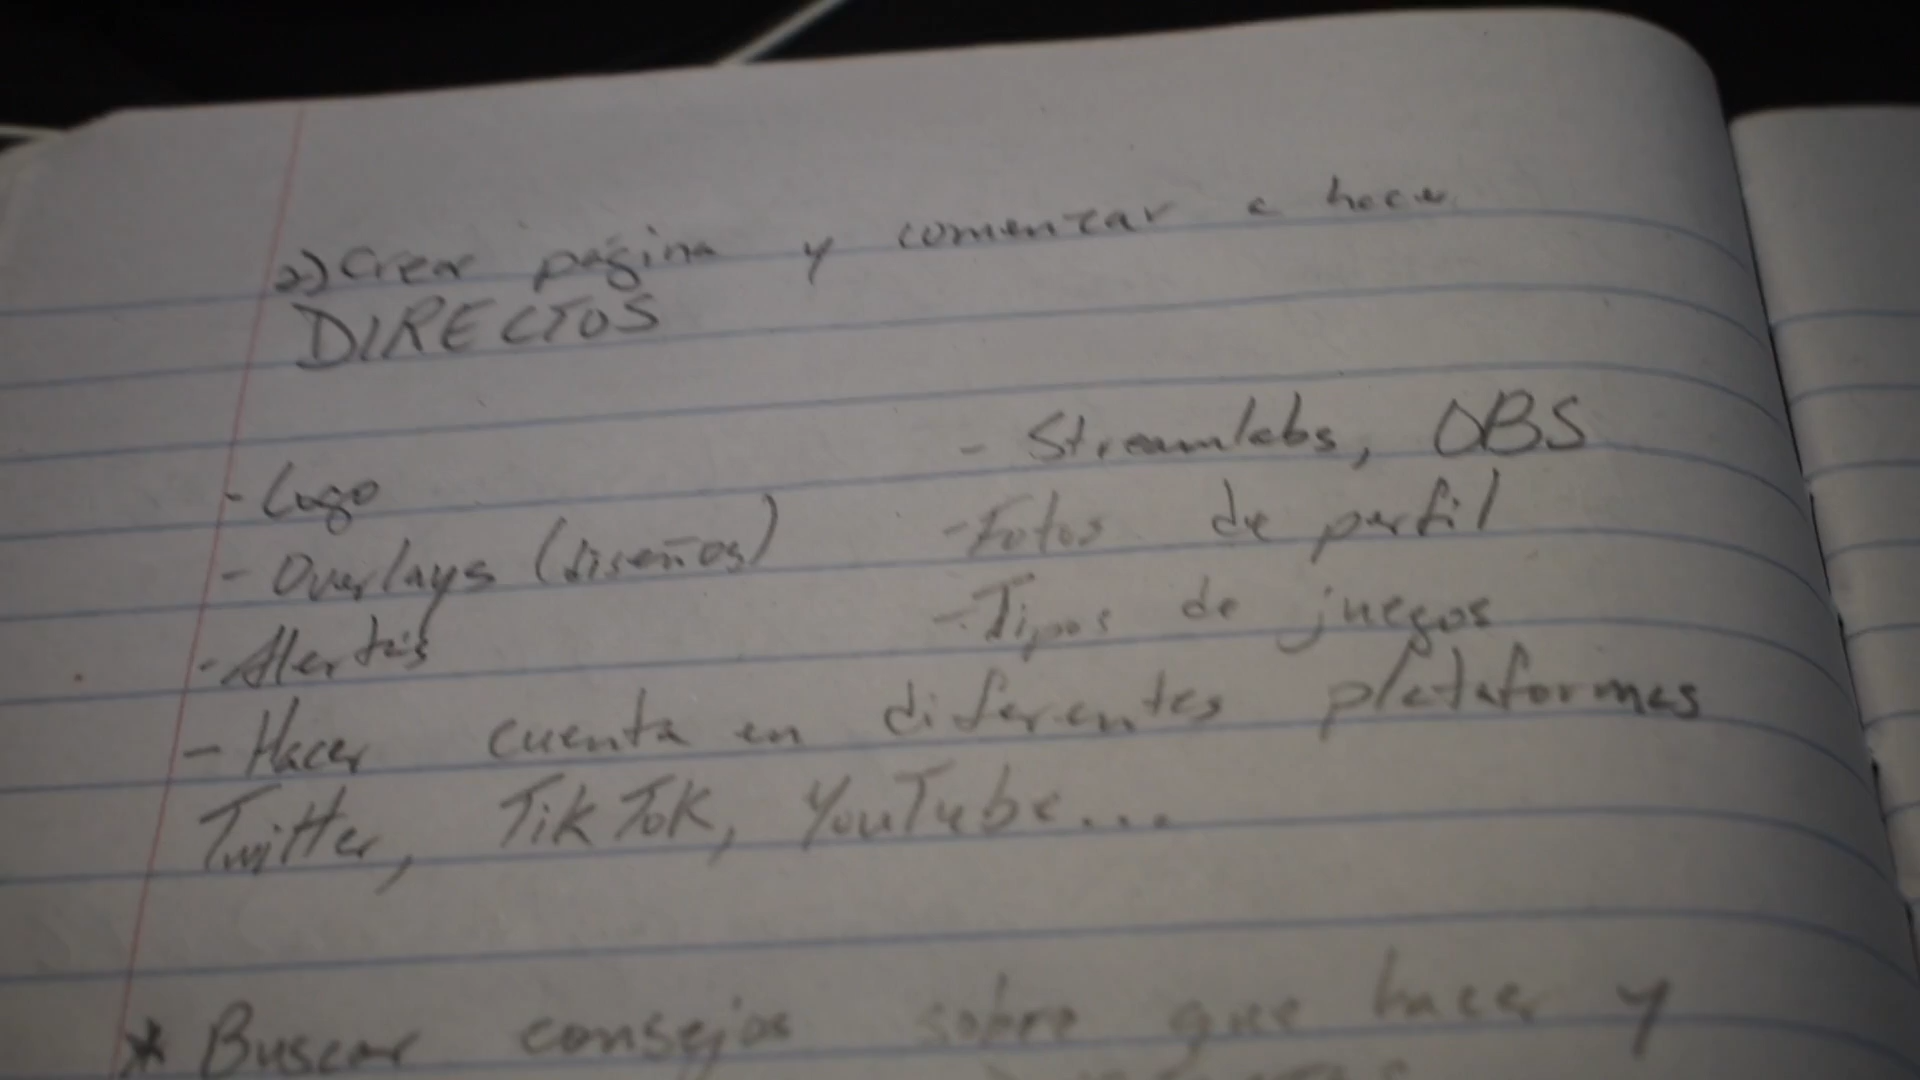 2) Crear página y comenzar a hacer
DIRECTOS
- Logo
- Overlays (diseños)
- Alertas
- Streamlabs, OBS
- Fotos de perfil
- Tipos de juegos
- Hacer cuenta en diferentes plataformas
Twitter, TikTok, YouTube...
* Buscar consejos sobre que hacer y